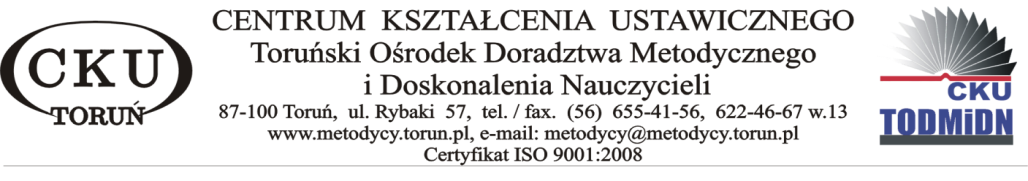 CKU
TORUŃ
CENTRUM KSZTAŁCENIA USTAWICZNEGO
Toruński Ośrodek Doradztwa Metodycznego
i Doskonalenia Nauczycieli
87-100 Toruń, ul. Rybaki 57, tel. / fax. (56) 655-41-56, 622-46-67 w.13
www.metodycy.torun.pl, e-mail: metodycy@metodycy.torun.pl
Certyfikat ISO 9001:2008
CKU
TODMiDN